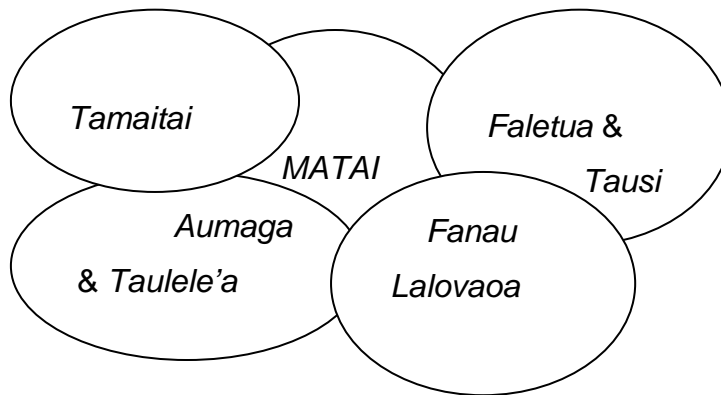 Tamaitai
MATAI
Faletua &
Tausi
Aumaga
& Taulele’a
Fanau
Lalovaoa